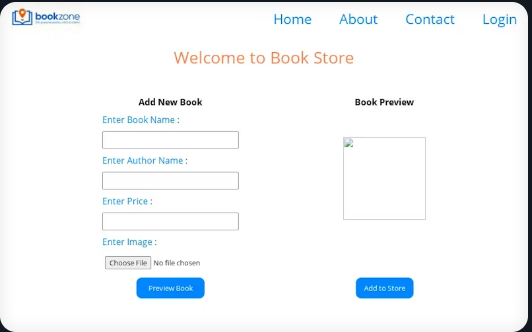 bookzone
Home About Contact Login
Welcome to Book Store
Add New Book
Enter Book Name :
Enter Author Name :
Enter Price :
Enter Image :
Choose File No file chosen
Preview Book
Book Preview
Add to Store